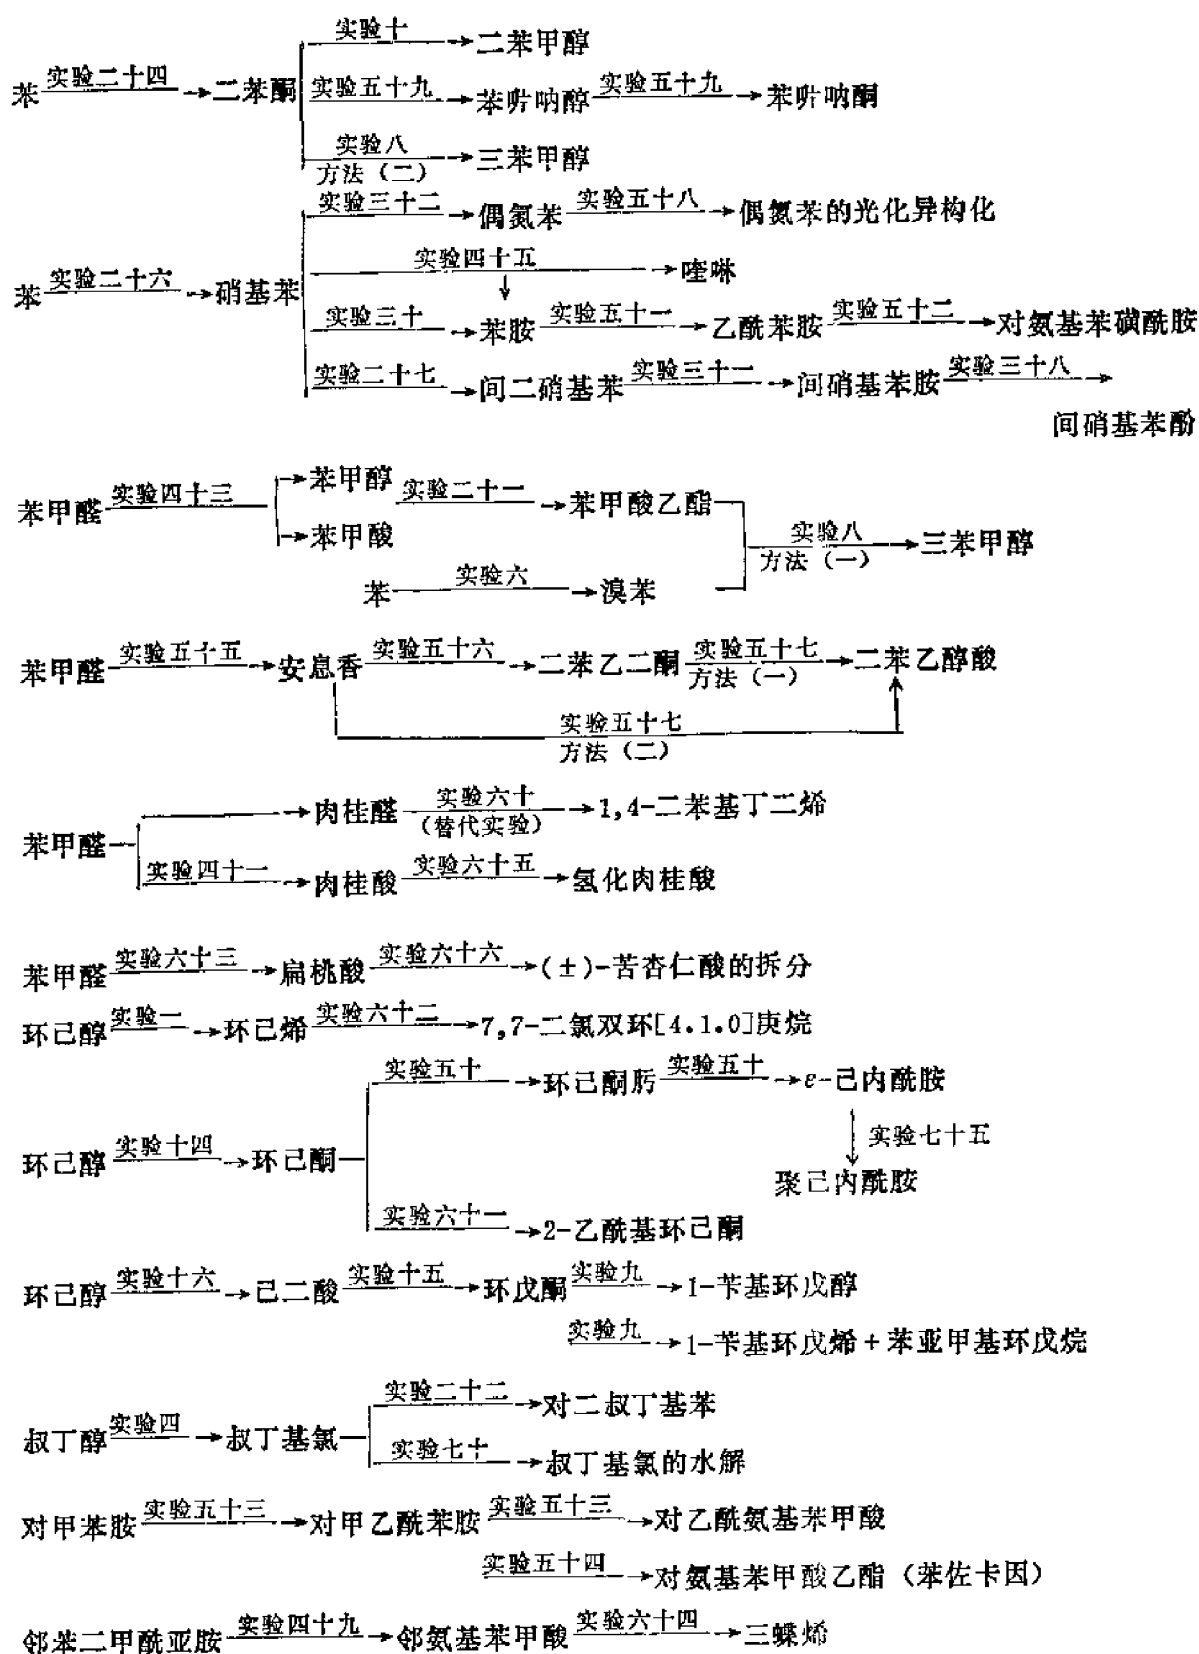 实验十
二苯甲醇
苯 实验二十四 二苯酮 实验五十九 苯哌呐醇 实验五十九 苯哌呐酮
实验八
方法（二） 三苯甲醇
实验三十二 偶氮苯 实验五十八 偶氮苯的光化异构化
实验四十五 喹啉
苯 实验二十六 硝基苯
实验三十 苯胺 实验五十一 乙酰苯胺 实验五十二 对氨基苯磺酰胺
实验二十七 间二硝基苯 实验三十一 间硝基苯胺 实验三十八
间硝基苯酚
苯甲醛 实验四十三 苯甲醇 实验二十一 苯甲酸乙酯
苯甲酸
实验八
方法（一） 三苯甲醇
苯 实验六 溴苯
苯甲醛 实验五十五 安息香 实验五十六 二苯乙二酮 实验五十七 二苯乙醇酸
方法（一）
实验五十七
方法（二）
肉桂醛 实验六十 1,4-二苯基丁二烯
（替代实验）
苯甲醛
实验四十一 肉桂酸 实验六十五 氢化肉桂酸
苯甲醛 实验六十三 扁桃酸 实验六十六 (±)-苦杏仁酸的拆分
环己醇 实验一 环己烯 实验六十二 7,7-二氯双环[4.1.0]庚烷
实验五十 环己酮肟 实验五十 ε-己内酰胺
实验七十五
环己醇 实验十四 环己酮
聚己内酰胺
实验六十一 2-乙酰基环己酮
环己醇 实验十六 己二酸 实验十五 环戊酮 实验九 1-苄基环戊醇
实验九 1-苄基环戊烯+苯亚甲基环戊烷
实验二十二 对二叔丁基苯
叔丁醇 实验四 叔丁基氯
实验七十 叔丁基氯的水解
对甲苯胺 实验五十三 对甲乙酰苯胺 实验五十三 对乙酰氨基苯甲酸
实验五十四 对氨基苯甲酸乙酯（苯佐卡因）
邻苯二甲酰亚胺 实验四十九 邻氨基苯甲酸 实验六十四 三蝶烯